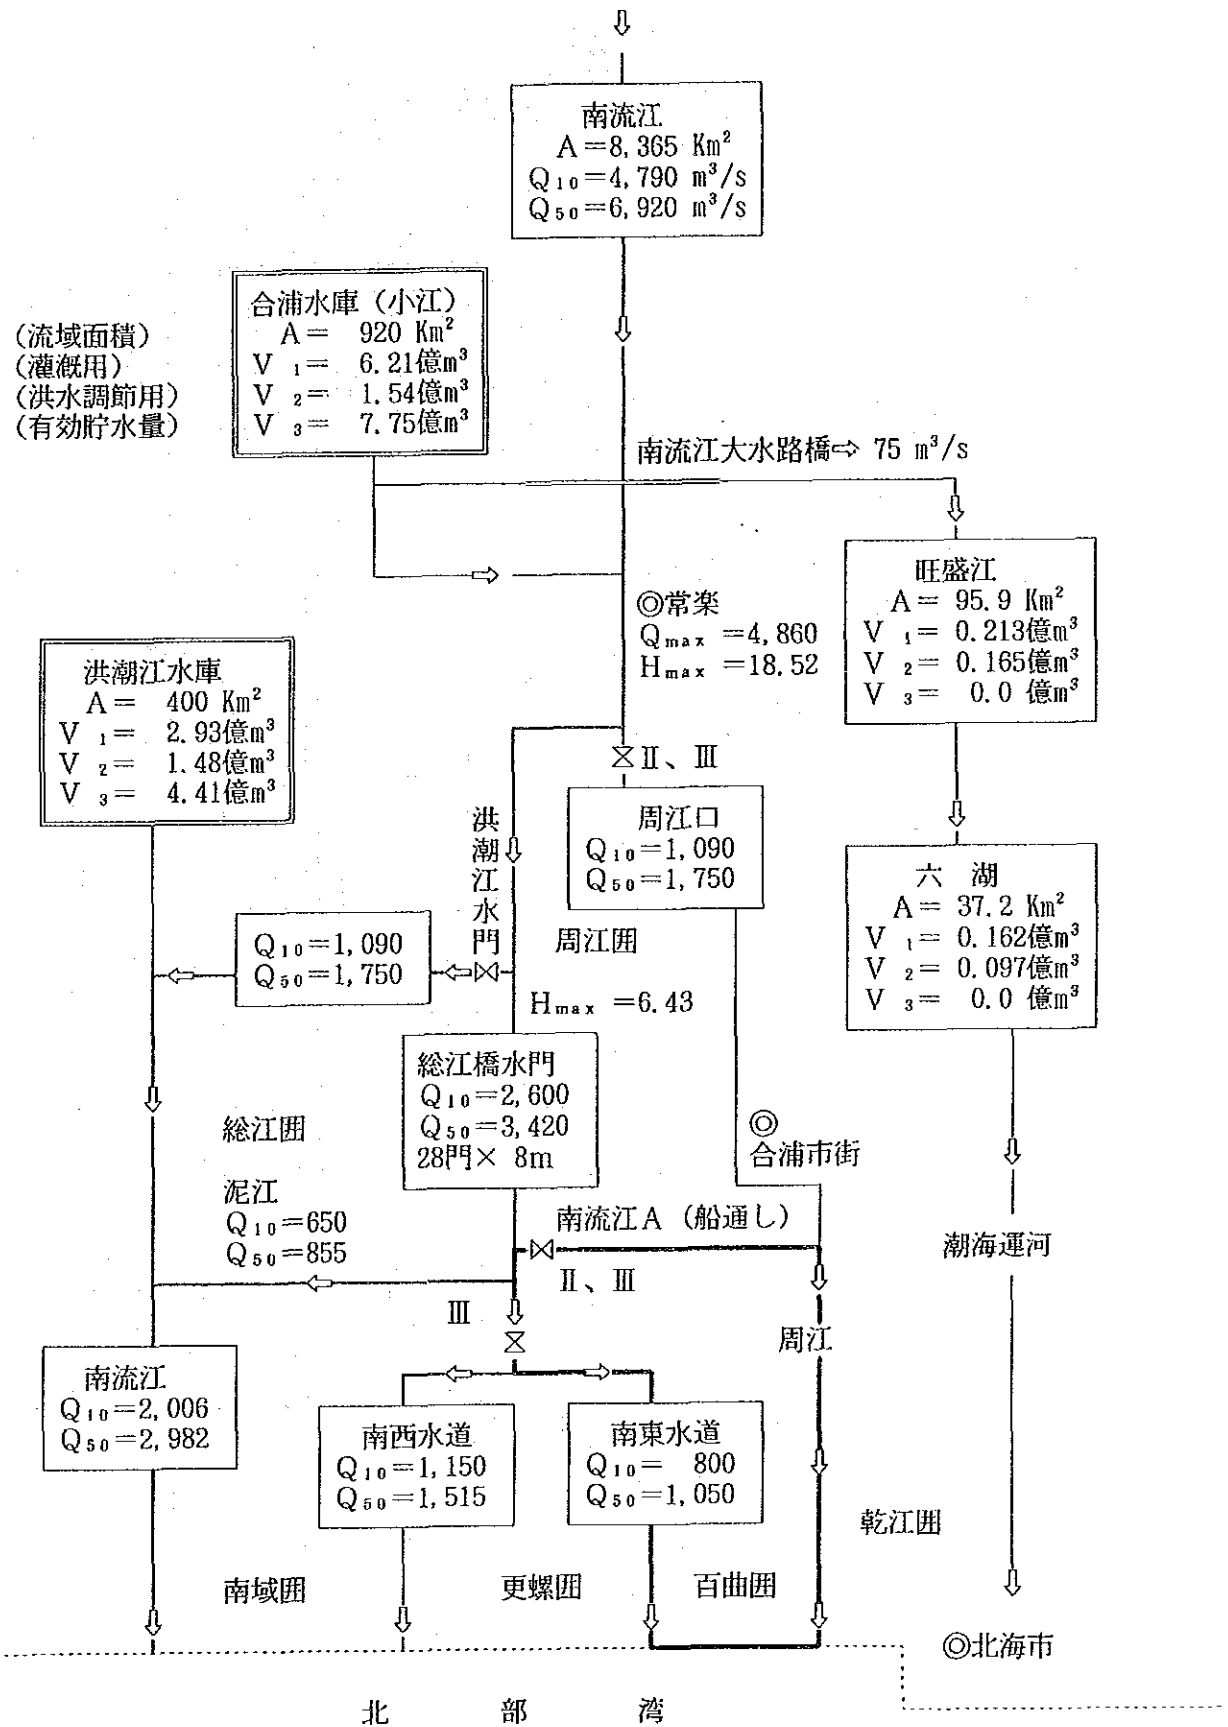 南流江
A=8,365 Km²
Q₁₀=4,790 m³/s
Q₅₀=6,920 m³/s
合浦水庫(小江)
A= 920 Km²
V ₁= 6.21億m³
V ₂= 1.54億m³
V ₃= 7.75億m³
(流域面積)
(灌漑用)
(洪水調節用)
(有効貯水量)
南流江大水路橋⇨ 75 m³/s
旺盛江
A= 95.9 Km²
V ₁= 0.213億m³
V ₂= 0.165億m³
V ₃= 0.0 億m³
◎常楽
Qmax =4,860
Hmax =18.52
洪潮江水庫
A= 400 Km²
V ₁= 2.93億m³
V ₂= 1.48億m³
V ₃= 4.41億m³
Ⅱ、Ⅲ
周江口
Q₁₀=1,090
Q₅₀=1,750
洪潮江水門
六 湖
A= 37.2 Km²
V ₁= 0.162億m³
V ₂= 0.097億m³
V ₃= 0.0 億m³
Q₁₀=1,090
Q₅₀=1,750
周江囲
Hmax =6.43
総江橋水門
Q₁₀=2,600
Q₅₀=3,420
28門× 8m
総江囲
◎
合浦市街
泥江
Q₁₀=650
Q₅₀=855
南流江A(船通し)
Ⅱ、Ⅲ
潮海運河
Ⅲ
周江
南流江
Q₁₀=2,006
Q₅₀=2,982
南西水道
Q₁₀=1,150
Q₅₀=1,515
南東水道
Q₁₀= 800
Q₅₀=1,050
乾江囲
南域囲
更螺囲
百曲囲
◎北海市
北 部 湾